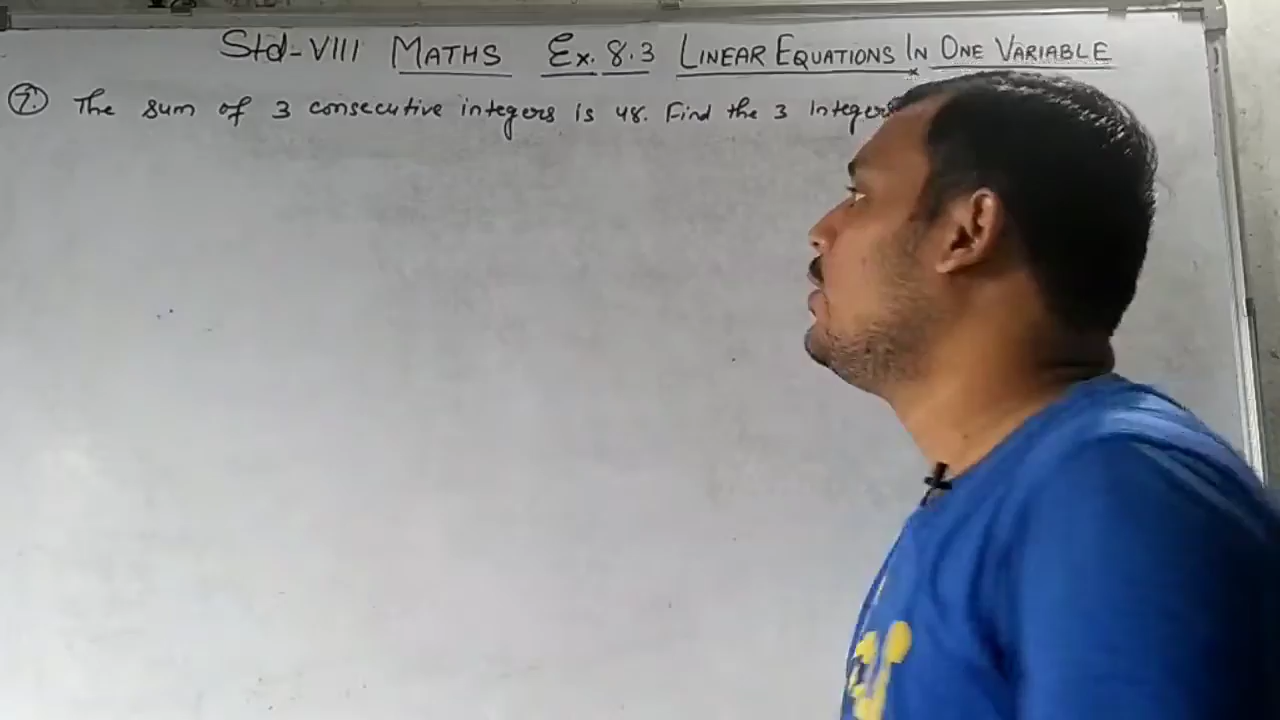 Std-VIII MATHS Ex. 8.3 LINEAR EQUATIONS IN ONE VARIABLE
7. The sum of 3 consecutive integers is 48. Find the 3 Integers